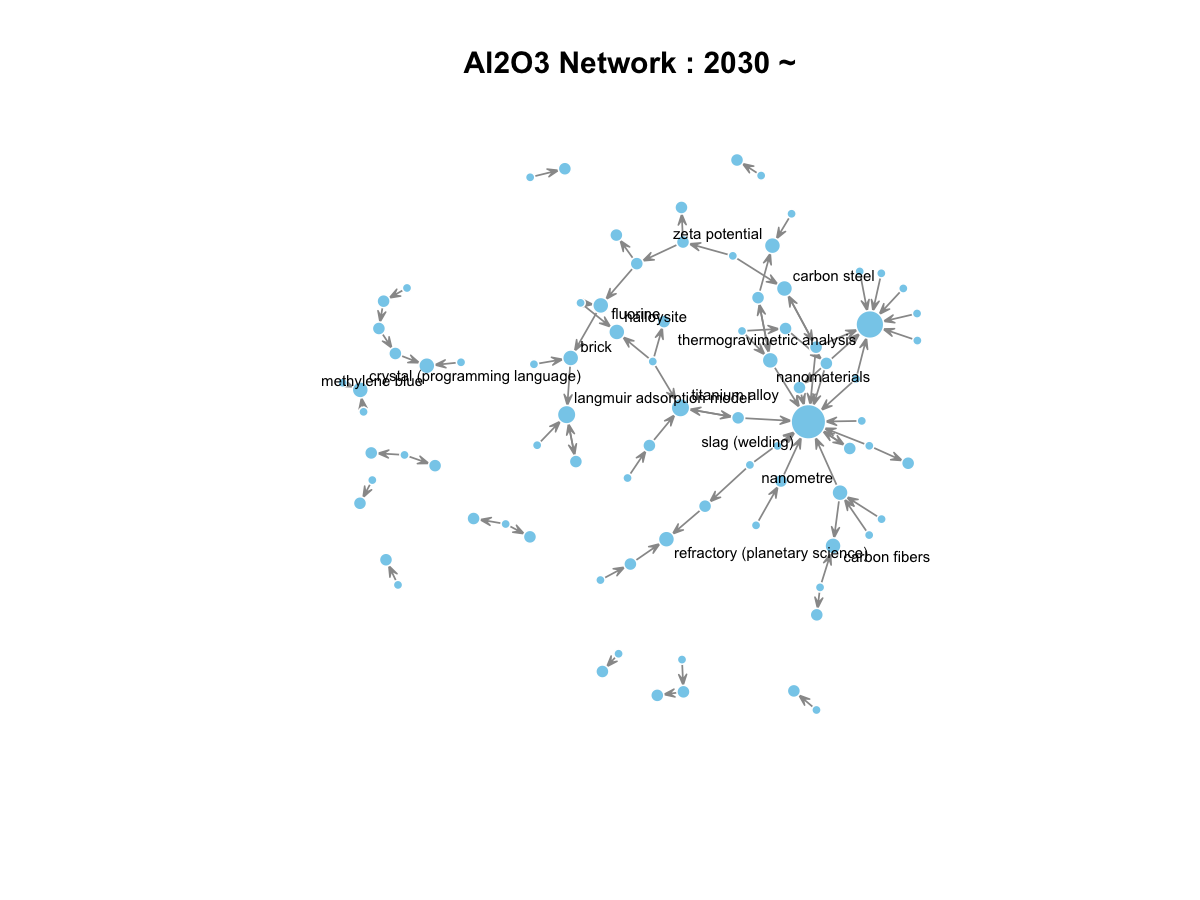 Al2O3 Network : 2030 ~
zeta potential
carbon steel
fluorine
halloysite
thermogravimetric analysis
brick
crystal (programming language)
methylene blue
nanomaterials
titanium alloy
langmuir adsorption model
slag (welding)
nanometre
refractory (planetary science)
carbon fibers